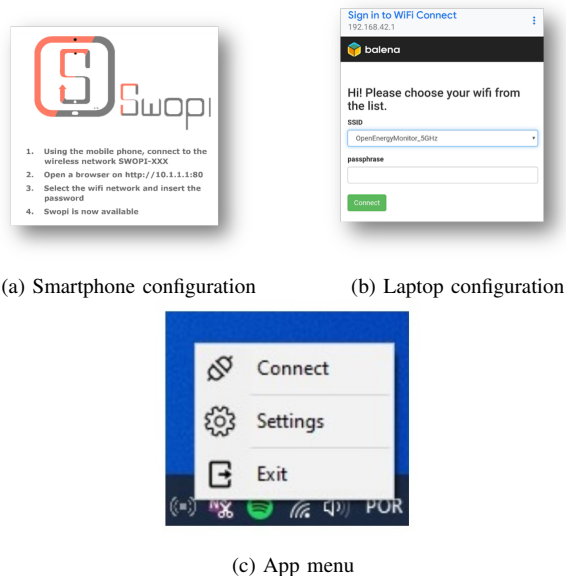 Swopi
1. Using the mobile phone, connect to the
wireless network SWOPI-XXX
2. Open a browser on http://10.1.1.1:80
3. Select the wifi network and insert the
password
4. Swopi is now available
Sign in to WiFi Connect
192.168.42.1
balena
Hi! Please choose your wifi from
the list.
SSID
OpenEnergyMonitor_5GHz
passphrase
Connect
(a) Smartphone configuration
(b) Laptop configuration
Connect
Settings
Exit
POR
(c) App menu